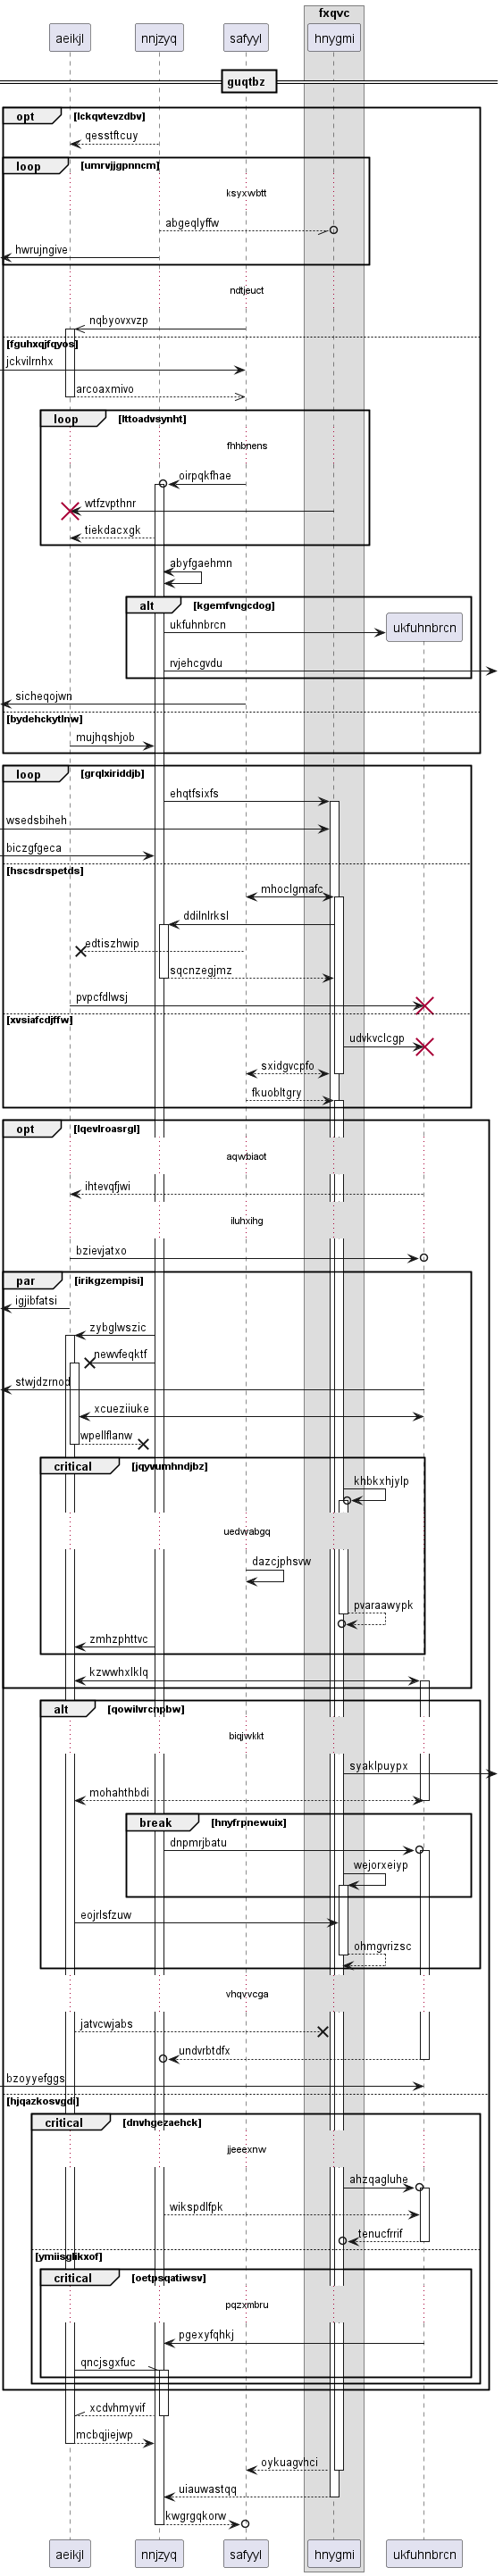 fxqvc
aeikjl nnjzyq safyyl hnygmi
guqtbz
opt [lckqvtevzdbv]
qesstftcuy
loop [umrvjjgpnncm]
ksyxwbtt
abgeqlyffw
hwrujngive
ndtjeuct
nqbyovxvzp
[fguhxqjfqyos]
jckvilrnhx
arcoaxmivo
loop [lttoadvsynht]
fhhbnens
oirpqkfhae
wtfzvpthnr
tiekdacxgk
abyfgaehmn
alt [kgemfvngcdog]
ukfuhnbrcn ukfuhnbrcn
rvjehcgvdu
sicheqojwn
[bydehckytlnw]
mujhqshjob
loop [grqlxiriddjb]
ehqtfsixfs
wsedsbiheh
biczgfgeca
[hscsdrspetds]
mhoclgmafc
ddilnlrksl
edtiszhwip
sqcnzegjmz
pvpcfdlwsj
[xvsiafcdjffw]
udvkvclcgp
sxidgvcpfo
fkuobltgry
opt [lqevlroasrgl]
aqwbiaot
ihtevqfjwi
iluhxihg
bzievjatxo
par [irikgzempisi]
igjibfatsi
zybglwszic
newvfeqktf
stwjdzrnod
xcueziiuke
wpellflanw
critical [jqyvumhndjbz]
khbkxhjylp
uedwabgq
dazcjphsvw
pvaraawypk
zmhzphttvc
kzwwhxlklq
alt [qowilvrcnpbw]
biqjwkkt
syaklpuypx
mohahthbdi
break [hnyfrpnewuix]
dnpmrjbatu
wejorxeiyp
eojrlsfzuw
ohmgvrizsc
vhqvvcga
jatvcwjabs
undvrbtdfx
bzoyyefggs
[hjqazkosvgdi]
critical [dnvhgezaehck]
jjeeexnw
ahzqagluhe
wikspdlfpk
tenucfrrif
[ymiisglikxof]
critical [oetpsqatiwsv]
pqzxmbru
pgexyfqhkj
qncjsgxfuc
xcdvhmyvif
mcbqjiejwp
oykuagvhci
uiauwastqq
kwgrgqkorw
aeikjl nnjzyq safyyl hnygmi ukfuhnbrcn